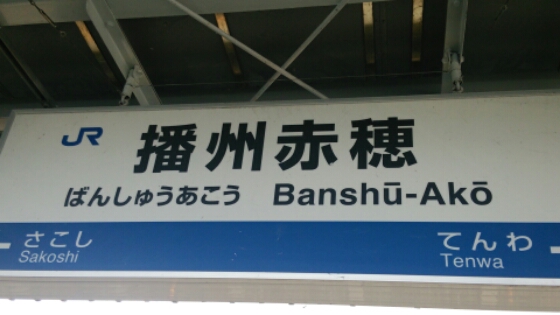 JR 播州赤穂
ばんしゅうあこう Banshū-Akō
さこし てんわ
Sakoshi Tenwa